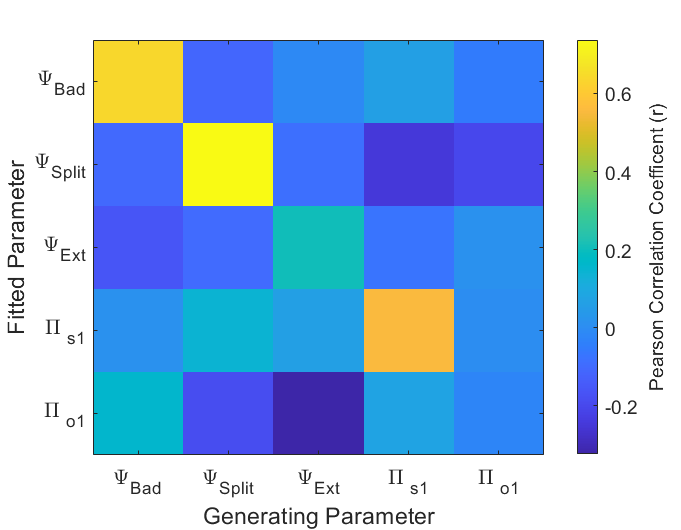 Ψ_Bad
Ψ_Split
Ψ_Ext
Π_s1
Π_o1
Fitted Parameter
Ψ_Bad Ψ_Split Ψ_Ext Π_s1 Π_o1
Generating Parameter
0.6
0.4
0.2
0
-0.2
Pearson Correlation Coefficent (r)